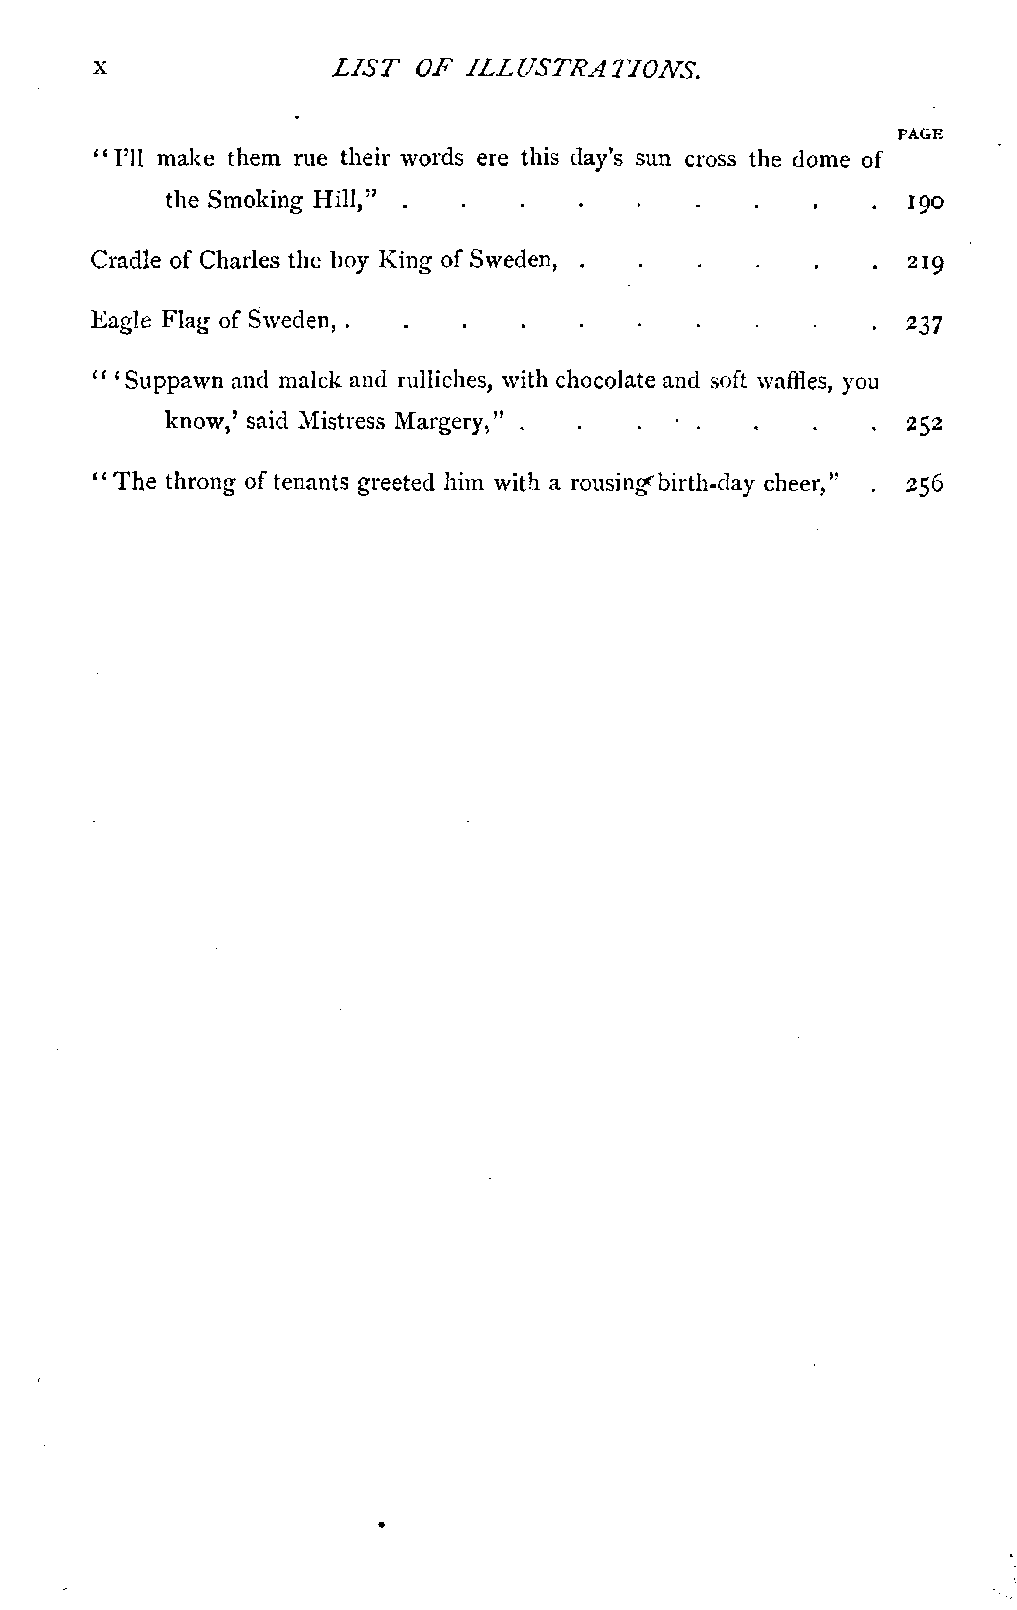 x LIST OF ILLUSTRATIONS.
PAGE
"I'll make them rue their words ere this day's sun cross the dome of
the Smoking Hill," . . . . . . . . . 190
Cradle of Charles the boy King of Sweden, . . . . . . 219
Eagle Flag of Sweden, . . . . . . . . . . 237
"'Suppawn and malck and rulliches, with chocolate and soft waffles, you
know,' said Mistress Margery," . . . . . . . 252
"The throng of tenants greeted him with a rousing birth-day cheer," . 256